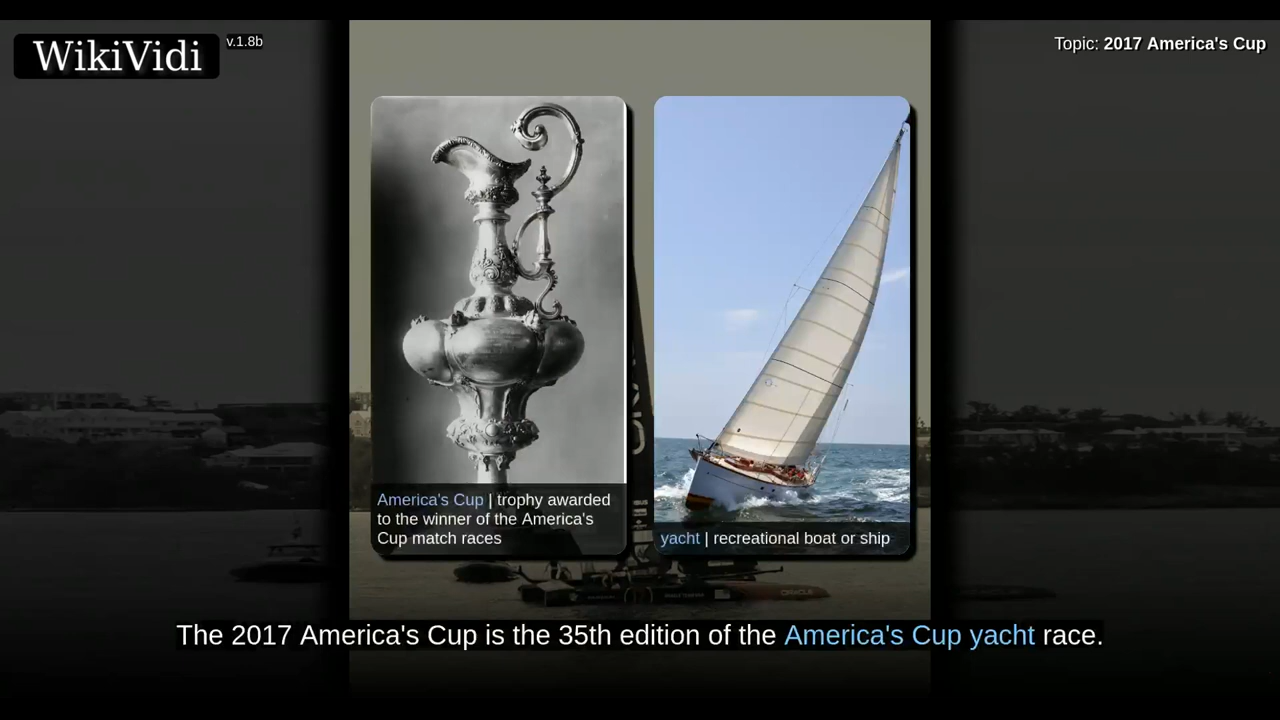 WikiVidi
v.1.8b
Topic: 2017 America's Cup
America's Cup | trophy awarded
to the winner of the America's
Cup match races
yacht | recreational boat or ship
ORACLE
The 2017 America's Cup is the 35th edition of the America's Cup yacht race.